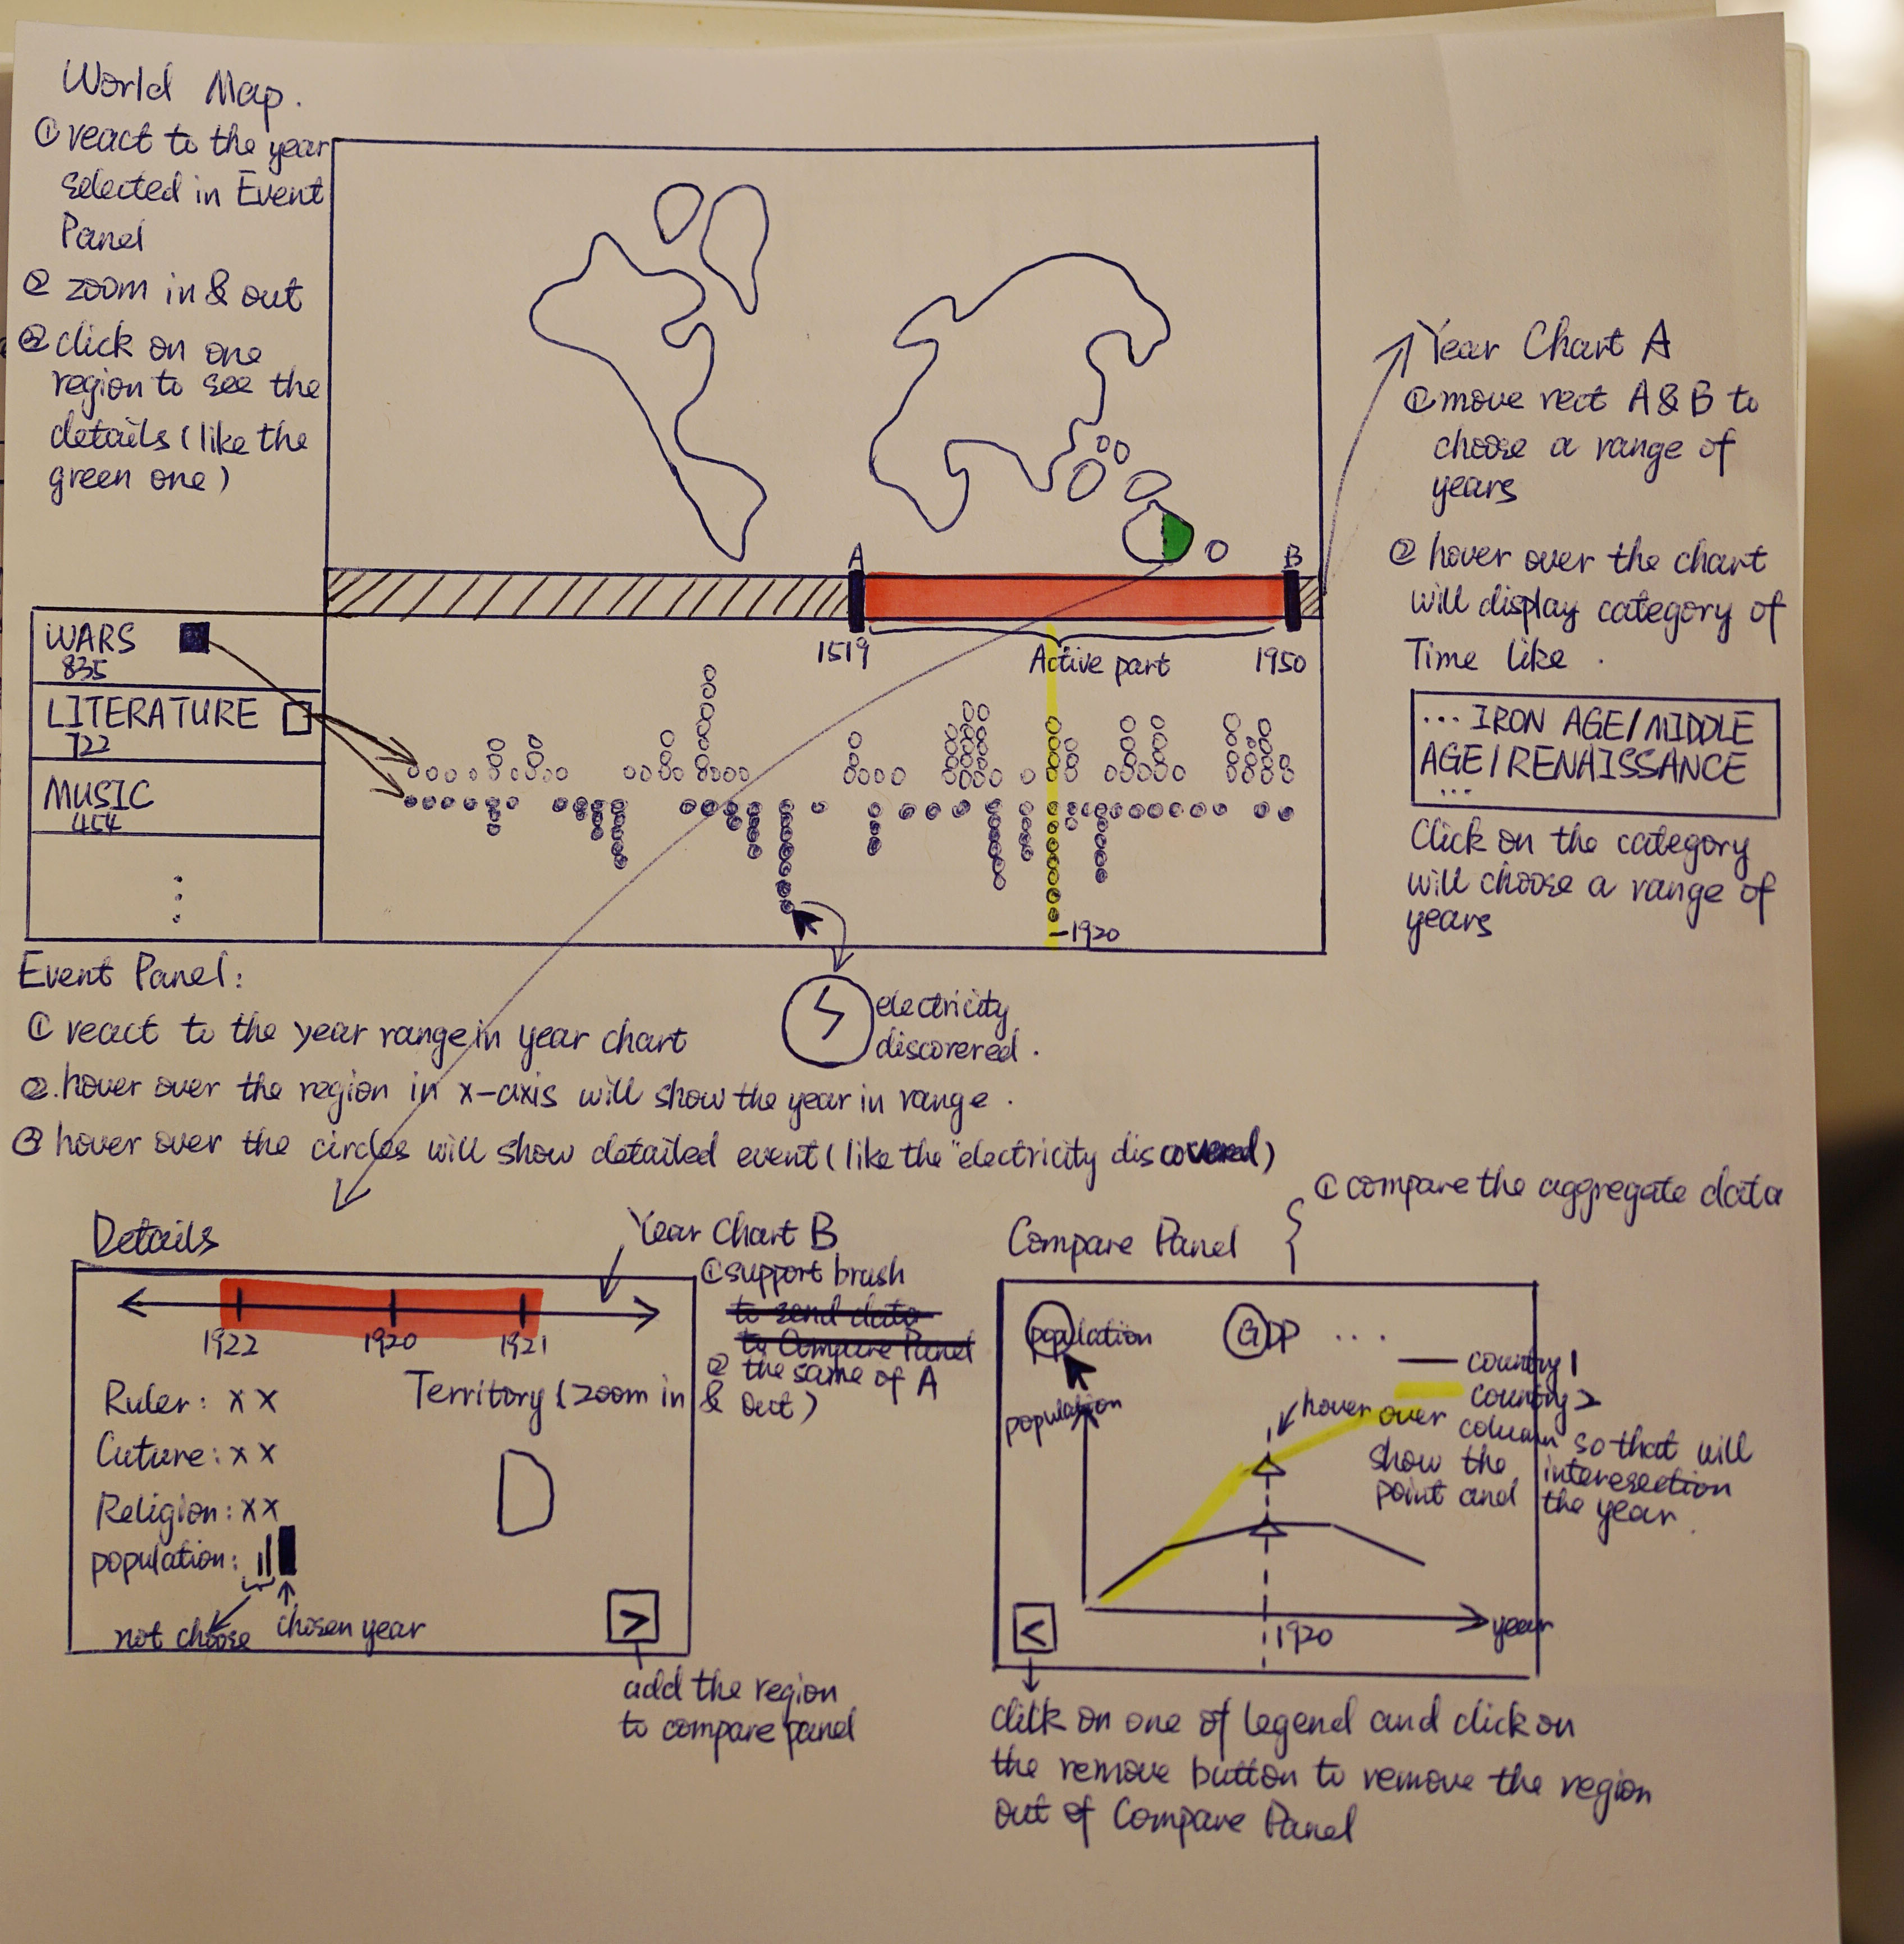 World Map.
① react to the year
selected in Event
Panel
② zoom in & out
③ click on one
region to see the
details (like the
green one)
A
B
1519
Active part
1950
WARS
835
LITERATURE
722
MUSIC
454
-1920
electricity
discorered.
Year Chart A
① move rect A & B to
choose a range of
years
② hover over the chart
will display category of
Time like .
... IRON AGE/MIDDLE
AGE/RENAISSANCE
...
Click on the category
will choose a range of
years
Event Panel:
① react to the year range in year chart
②. hover over the region in x-axis will show the year in range.
③ hover over the circles will show detailed event (like the "electricity discovered)
Details
Year Chart B
① support brush
to send data
to Compare Panel
② the same of A
1922
1920
1921
Ruler: x x
Cuture: x x
Religion: x x
population:
not choose
chosen year
Territory (zoom in & out)
>
add the region
to compare panel
Compare Panel
① compare the aggregate data
population
GDP
...
country 1
country 2
population
hover over
column so that will
show the interesection
point and the year.
year
1920
<
click on one of legend and click on
the remove button to remove the region
out of Compare Panel